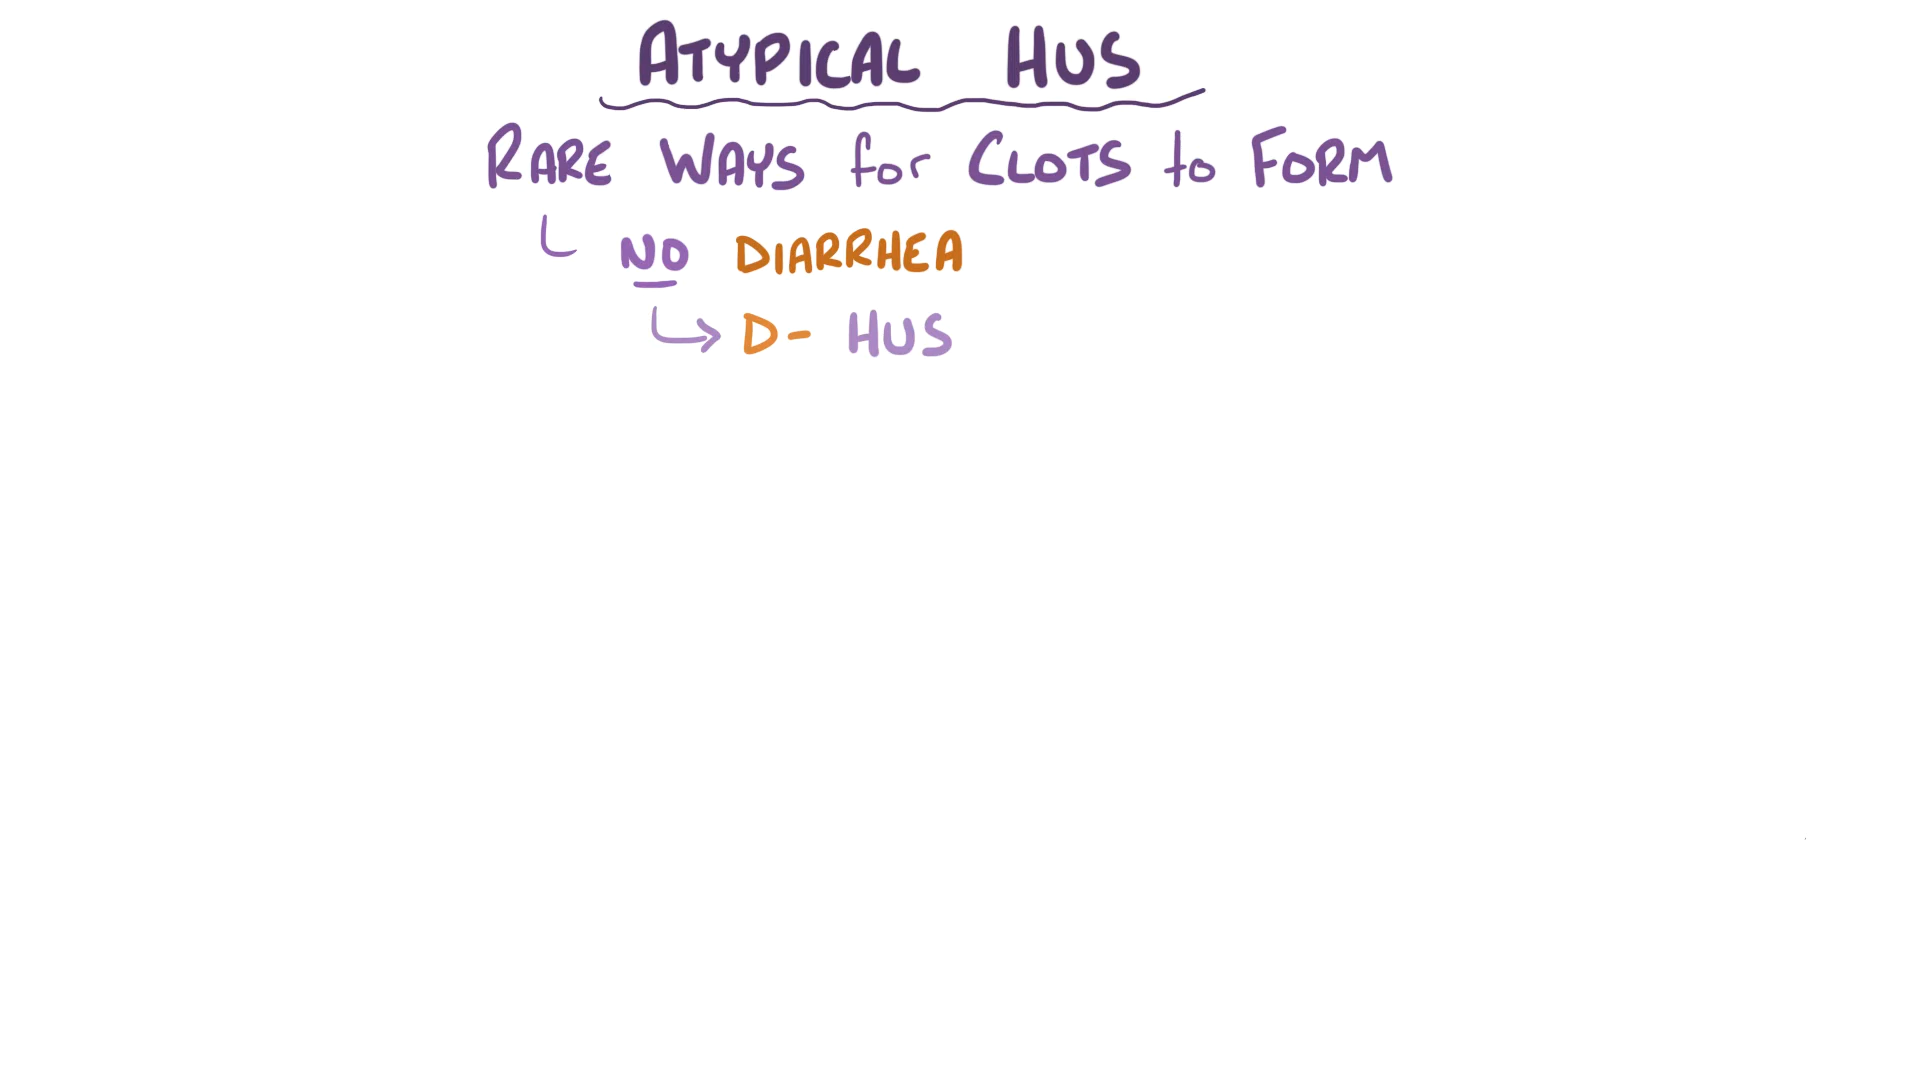 ATYPICAL HUS
RARE WAYS for CLOTS to FORM
NO DIARRHEA
D- HUS